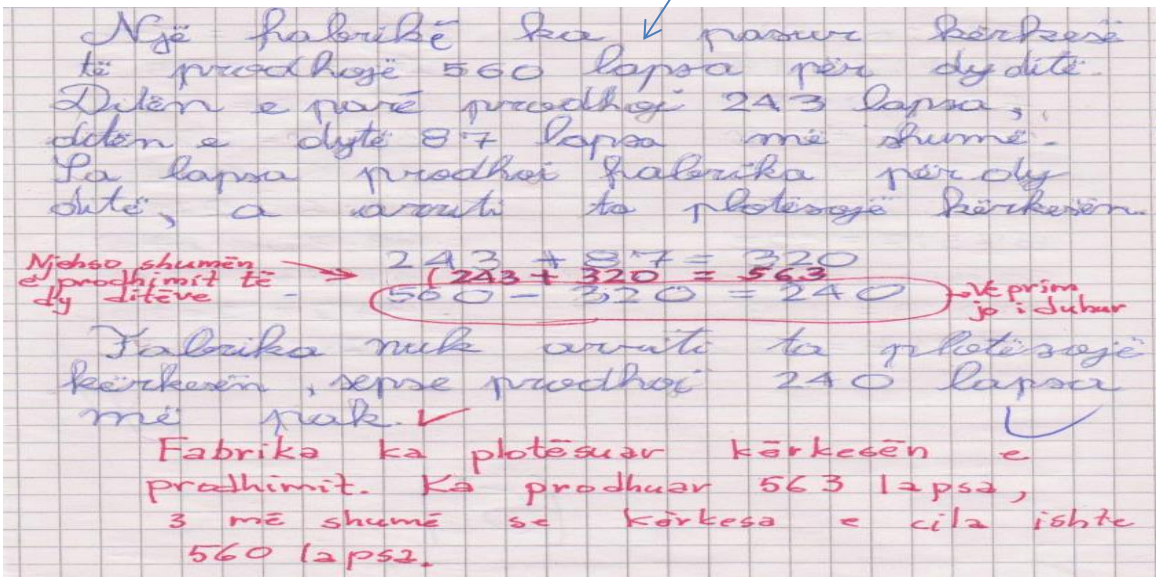 Një fabrikë ka pasur kërkesë
të prodhojë 560 lapsa për dy ditë.
Ditën e parë prodhoi 243 lapsa,
ditën e dytë 87 lapsa më shumë.
Sa lapsa prodhoi fabrika për dy
ditë, a arriti ta plotësojë kërkesën.
243 + 87 = 320
Njehso shumën
e prodhimit të
dy ditëve
(243 + 320 = 563
560 - 320 = 240
Veprim
jo i duhur
Fabrika nuk arriti ta plotësojë
kërkesën, sepse prodhoi 240 lapsa
më pak.
Fabrika ka plotësuar kërkesën e
prodhimit. Ka prodhuar 563 lapsa,
3 më shumë se kërkesa e cila ishte
560 lapsa.